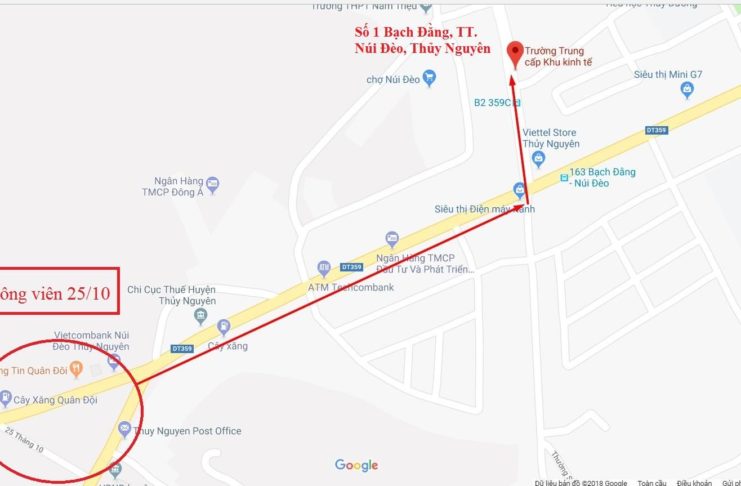 Trường THPT Nam Triệu
Số 1 Bạch Đằng, TT.
Núi Đèo, Thủy Nguyên
Trường Trung
cấp Khu kinh tế
chợ Núi Đèo
Siêu thị Mini G7
B2 359C
DT359
Viettel Store
Thủy Nguyên
163 Bạch Đằng
- Núi Đèo
Ngân Hàng
TMCP Đông Á
Siêu thị Điện máy Xanh
Ngân Hàng TMCP
Đầu Tư Và Phát Triển...
DT359
ATM Techcombank
Chi Cục Thuế Huyện
Thủy Nguyên
ông viên 25/10
Vietcombank Núi
Đèo Thủy Nguyên
DT359
Cây xăng
ng Tin Quân Đôi
Cây Xăng Quân Đội
25 Tháng 10
Thuy Nguyen Post Office
Google
Dữ liệu bản đồ ©2018 Google Toàn cầu Điều khoản